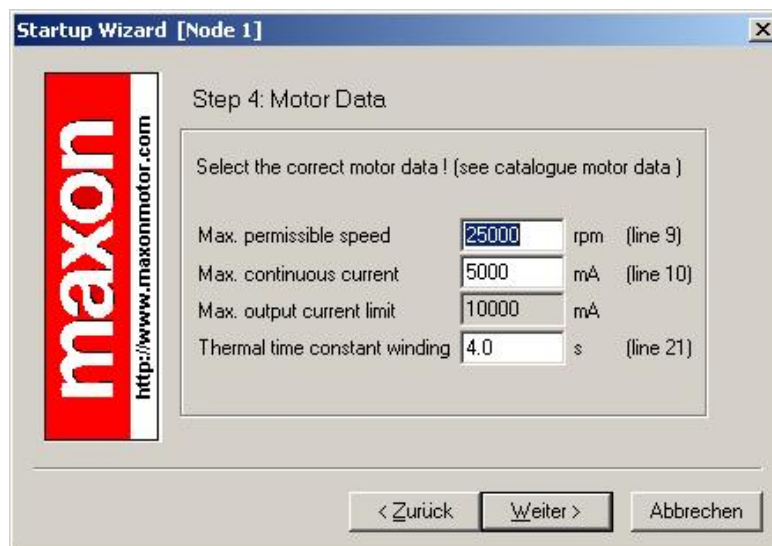 Startup Wizard [Node 1]
maxon
http://www.maxonmotor.com
Step 4: Motor Data
Select the correct motor data ! (see catalogue motor data )
Max. permissible speed 25000 rpm (line 9)
Max. continuous current 5000 mA (line 10)
Max. output current limit 10000 mA
Thermal time constant winding 4.0 s (line 21)
< Zurück Weiter > Abbrechen